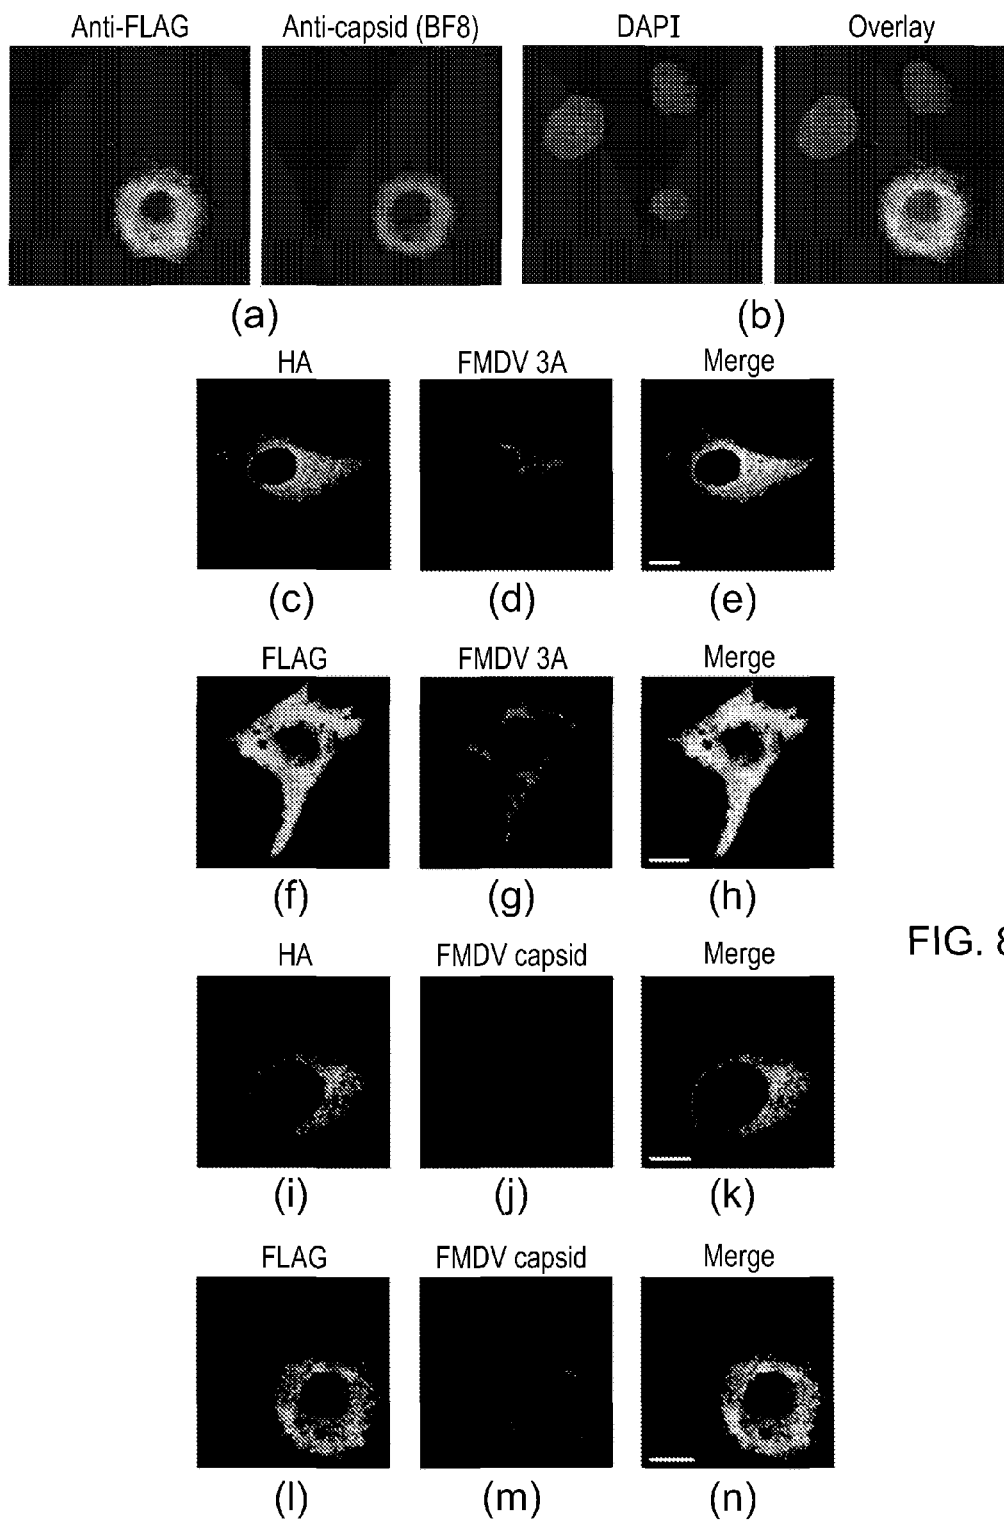 Anti-FLAG Anti-capsid (BF8) DAPI Overlay
(a) (b)
HA FMDV 3A Merge
(c) (d) (e)
FLAG FMDV 3A Merge
(f) (g) (h)
FIG. 8
HA FMDV capsid Merge
(i) (j) (k)
FLAG FMDV capsid Merge
(l) (m) (n)